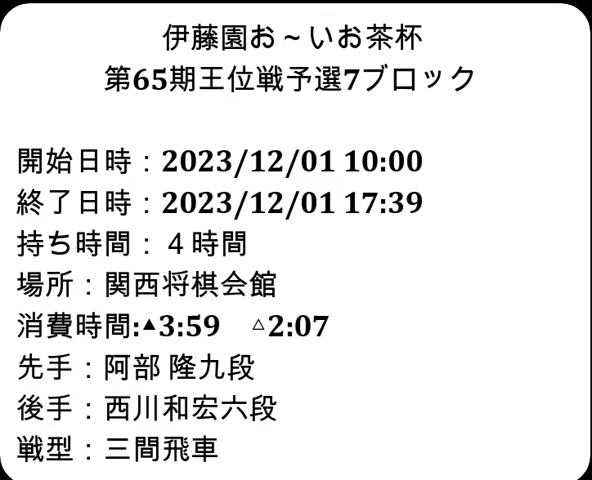 伊藤園お～いお茶杯
第65期王位戦予選7ブロック
開始日時：2023/12/01 10:00
終了日時：2023/12/01 17:39
持ち時間：４時間
場所：関西将棋会館
消費時間:▲3:59　△2:07
先手：阿部 隆九段
後手：西川和宏六段
戦型：三間飛車